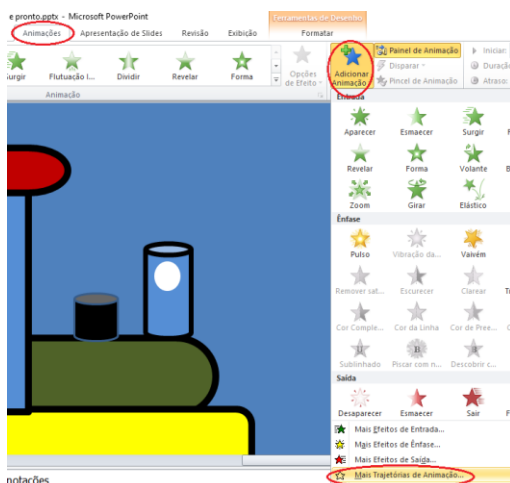 e pronto.pptx - Microsoft PowerPoint
Ferramentas de Desenho
Animações Apresentação de Slides Revisão Exibição Formatar
Surgir Flutuação I... Dividir Revelar Forma
Opções de Efeito
Adicionar Animação
Painel de Animação
Disparar
Pincel de Animação
Iniciar:
Duraçã
Atraso:
Animação
Entrada
Aparecer Esmaecer Surgir
Revelar Forma Volante
Zoom Girar Elástico
Ênfase
Pulso Vibração da... Vaivém
Remover sat... Escurecer Clarear
Cor Comple... Cor da Linha Cor de Pree...
Sublinhado Piscar com n... Descobrir c...
Saída
Desaparecer Esmaecer Sair
Mais Efeitos de Entrada...
Mais Efeitos de Ênfase...
Mais Efeitos de Saída...
Mais Trajetórias de Animação...
notações